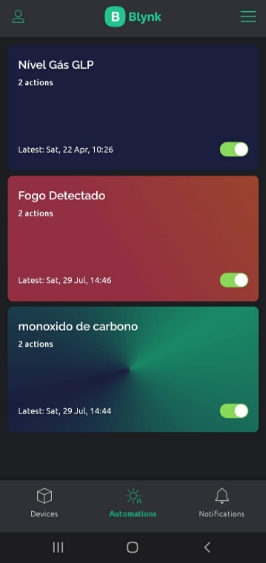 B Blynk
Nível Gás GLP
2 actions
Latest: Sat, 22 Apr, 10:26
Fogo Detectado
2 actions
Latest: Sat, 29 Jul, 14:46
monoxido de carbono
2 actions
Latest: Sat, 29 Jul, 14:44
Devices Automations Notifications